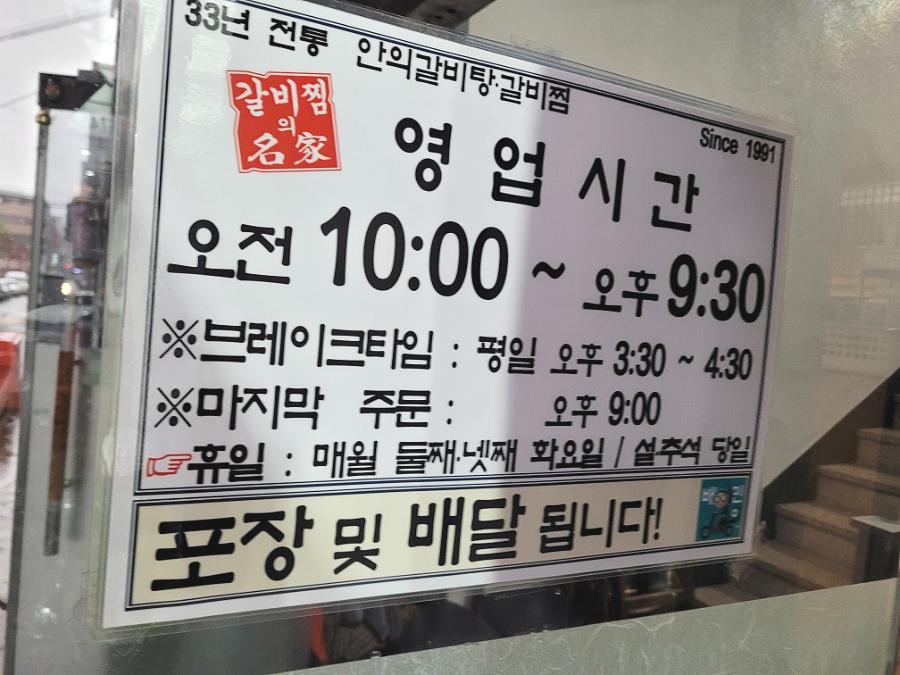 33년 전통 안의갈비탕·갈비찜
갈비찜
의
名家
Since 1991
영업시간
오전 10:00 ~ 오후 9:30
※브레이크타임 : 평일 오후 3:30 ~ 4:30
※마지막 주문 : 오후 9:00
☞휴일 : 매월 둘째·넷째 화요일 / 설추석 당일
포장 및 배달 됩니다!
배민